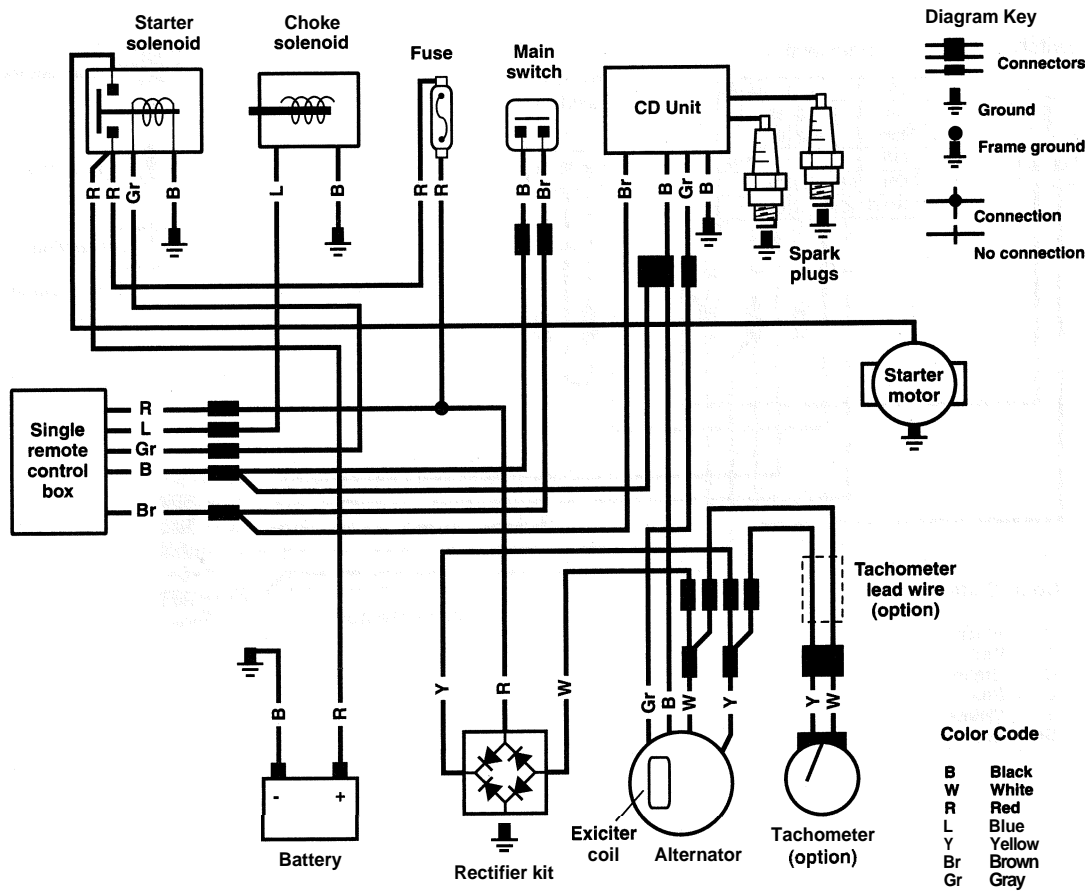 Starter
solenoid
Choke
solenoid
Fuse
Main
switch
CD Unit
Diagram Key
Connectors
Ground
Frame ground
Connection
No connection
R
R
Gr
B
L
B
R
R
B
Br
Br
B
Gr
B
Spark
plugs
Starter
motor
Single
remote
control
box
R
L
Gr
B
Br
Tachometer
lead wire
(option)
B
R
Y
R
W
Gr
B
W
Y
Y
W
-
+
Battery
Rectifier kit
Exiciter
coil
Alternator
Tachometer
(option)
Color Code
B Black
W White
R Red
L Blue
Y Yellow
Br Brown
Gr Gray